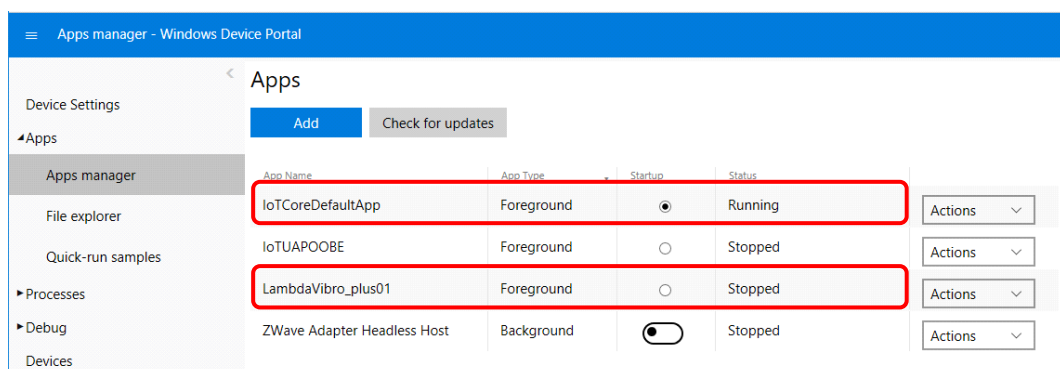 Apps manager - Windows Device Portal
Device Settings
Apps
Apps manager
File explorer
Quick-run samples
Processes
Debug
Devices
Apps
Add Check for updates
App Name App Type Startup Status
IoTCoreDefaultApp Foreground Running Actions
IoTUAPOOBE Foreground Stopped Actions
LambdaVibro_plus01 Foreground Stopped Actions
ZWave Adapter Headless Host Background Stopped Actions